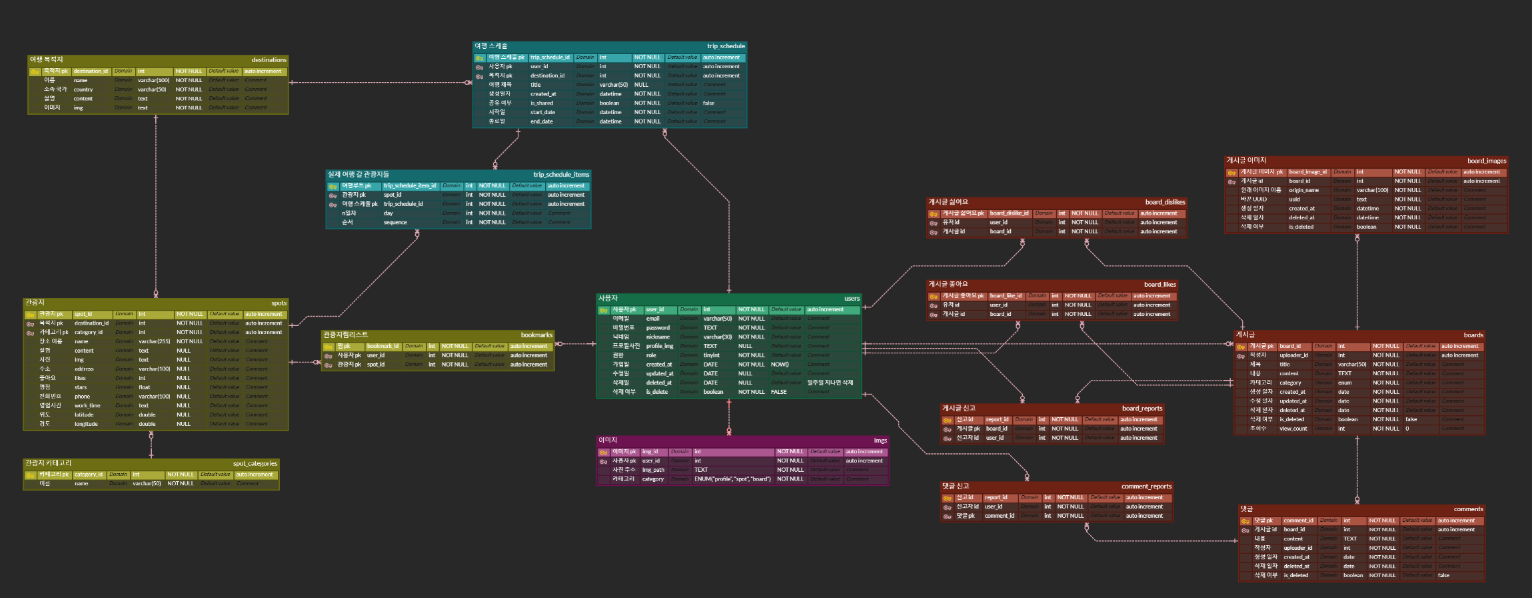 여행 목적지 destinations
목적지 pk destination_id Domain int NOT NULL Default value auto increment
이름 name Domain varchar(100) NOT NULL Default value Comment
소속 국가 country Domain varchar(50) NOT NULL Default value Comment
설명 content Domain text NOT NULL Default value Comment
이미지 img Domain text NOT NULL Default value Comment
여행 스케줄 trip_schedule
여행 스케줄 pk trip_schedule_id Domain int NOT NULL Default value auto increment
사용자 pk user_id Domain int NOT NULL Default value auto increment
목적지 pk destination_id Domain int NOT NULL Default value auto increment
여행 제목 title Domain varchar(50) NULL Default value Comment
생성일자 created_at Domain datetime NOT NULL Default value Comment
공유 여부 is_shared Domain boolean NOT NULL false Comment
시작일 start_date Domain datetime NOT NULL Default value Comment
종료일 end_date Domain datetime NOT NULL Default value Comment
실제 여행 갈 관광지들 trip_schedule_items
여행루트 pk trip_schedule_item_id Domain int NOT NULL Default value auto increment
관광지 pk spot_id Domain int NOT NULL Default value auto increment
여행 스케줄 pk trip_schedule_id Domain int NOT NULL Default value auto increment
n일차 day Domain int NOT NULL Default value Comment
순서 sequence Domain int NOT NULL Default value Comment
게시글 이미지 board_images
게시글 이미지 pk board_image_id Domain int NOT NULL Default value auto increment
게시글 id board_id Domain int NOT NULL Default value auto increment
원래 이미지 이름 origin_name Domain varchar(100) NOT NULL Default value Comment
바뀐 UUID uuid Domain text NOT NULL Default value Comment
생성 일자 created_at Domain datetime NOT NULL Default value Comment
삭제 일자 deleted_at Domain datetime NOT NULL Default value Comment
삭제 여부 is_deleted Domain boolean NOT NULL Default value Comment
게시글 싫어요 board_dislikes
게시글 싫어요 pk board_dislike_id Domain int NOT NULL Default value auto increment
유저 id user_id Domain int NOT NULL Default value auto increment
게시글 id board_id Domain int NOT NULL Default value auto increment
게시글 좋아요 board_likes
게시글 좋아요 pk board_like_id Domain int NOT NULL Default value auto increment
유저 id user_id Domain int NOT NULL Default value auto increment
게시글 id board_id Domain int NOT NULL Default value auto increment
관광지 spots
관광지 pk spot_id Domain int NOT NULL Default value auto increment
목적지 pk destination_id Domain int NOT NULL Default value auto increment
카테고리 pk category_id Domain int NOT NULL Default value auto increment
장소 이름 name Domain varchar(255) NOT NULL Default value Comment
설명 content Domain text NULL Default value Comment
사진 img Domain text NULL Default value Comment
주소 address Domain varchar(100) NULL Default value Comment
좋아요 likes Domain int NULL Default value Comment
평점 stars Domain float NULL Default value Comment
전화번호 phone Domain varchar(100) NULL Default value Comment
영업시간 work_time Domain text NULL Default value Comment
위도 latitude Domain double NULL Default value Comment
경도 longitude Domain double NULL Default value Comment
관광지찜리스트 bookmarks
찜 pk bookmark_id Domain int NOT NULL Default value auto increment
사용자 pk user_id Domain int NOT NULL Default value auto increment
관광지 pk spot_id Domain int NOT NULL Default value auto increment
사용자 users
사용자 pk user_id Domain int NOT NULL Default value auto increment
이메일 email Domain varchar(50) NOT NULL Default value Comment
비밀번호 password Domain TEXT NOT NULL Default value Comment
닉네임 nickname Domain varchar(30) NOT NULL Default value Comment
프로필사진 profile_img Domain TEXT NULL Default value Comment
권한 role Domain tinyint NOT NULL Default value Comment
가입일 created_at Domain DATE NOT NULL NOW() Comment
수정일 updated_at Domain DATE NULL Default value Comment
삭제일 deleted_at Domain DATE NULL Default value 일주일 지나면 삭제
삭제 여부 is_delete Domain boolean NOT NULL FALSE Comment
게시글 boards
게시글 pk board_id Domain int NOT NULL Default value auto increment
작성자 uploader_id Domain int NOT NULL Default value auto increment
제목 title Domain varchar(50) NOT NULL Default value Comment
내용 content Domain TEXT NOT NULL Default value Comment
카테고리 category Domain enum NOT NULL Default value Comment
생성 일자 created_at Domain date NOT NULL Default value Comment
수정 일자 updated_at Domain date NOT NULL Default value Comment
삭제 일자 deleted_at Domain date NOT NULL Default value Comment
삭제 여부 is_deleted Domain boolean NOT NULL false Comment
조회수 view_count Domain int NOT NULL 0 Comment
게시글 신고 board_reports
신고 id report_id Domain int NOT NULL Default value auto increment
게시글 pk board_id Domain int NOT NULL Default value auto increment
신고자 id user_id Domain int NOT NULL Default value auto increment
이미지 imgs
이미지 pk img_id Domain int NOT NULL Default value auto increment
사용자 pk user_id Domain int NOT NULL Default value auto increment
사진 주소 img_path Domain TEXT NOT NULL Default value Comment
카테고리 category Domain ENUM("profile","spot","board") NOT NULL Default value Comment
관광지 카테고리 spot_categories
카테고리 pk category_id Domain int NOT NULL Default value auto increment
이름 name Domain varchar(50) NOT NULL Default value Comment
댓글 신고 comment_reports
신고 id report_id Domain int NOT NULL Default value auto increment
신고자 id user_id Domain int NOT NULL Default value auto increment
댓글 pk comment_id Domain int NOT NULL Default value auto increment
댓글 comments
댓글 pk comment_id Domain int NOT NULL Default value auto increment
게시글 id board_id Domain int NOT NULL Default value auto increment
내용 content Domain TEXT NOT NULL Default value Comment
작성자 uploader_id Domain int NOT NULL Default value Comment
생성 일자 created_at Domain date NOT NULL Default value Comment
삭제 일자 deleted_at Domain date NOT NULL Default value Comment
삭제 여부 is_deleted Domain boolean NOT NULL false Comment